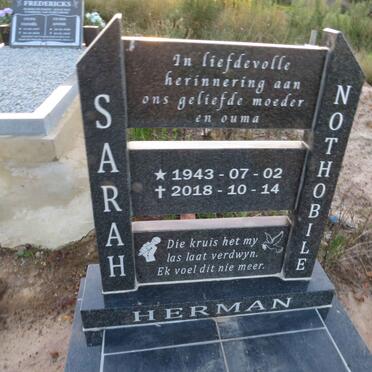 FREDERICKS
SARAH
In liefdevolle
herinnering aan
ons geliefde moeder
en ouma
1943 - 07 - 02
2018 - 10 - 14
Die kruis het my
las laat verdwyn.
Ek voel dit nie meer.
NOTHOBILE
HERMAN